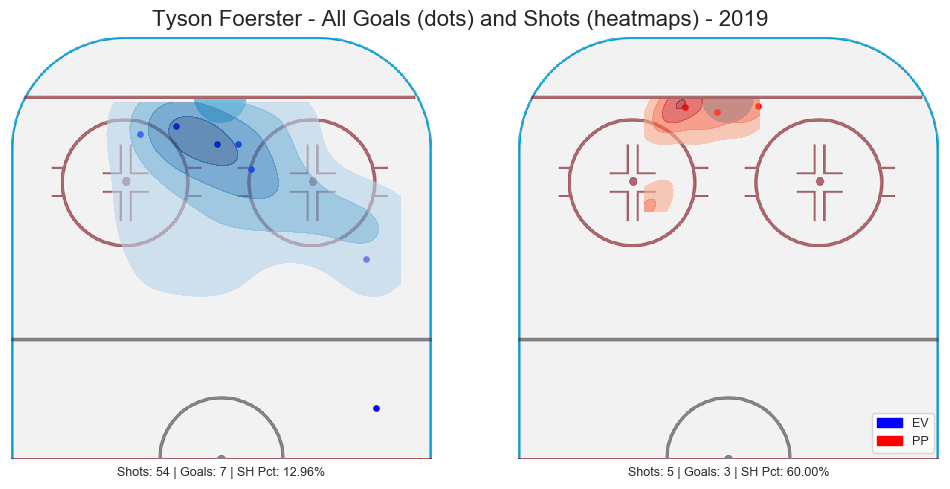 Tyson Foerster - All Goals (dots) and Shots (heatmaps) - 2019
EV
PP
Shots: 54 | Goals: 7 | SH Pct: 12.96%
Shots: 5 | Goals: 3 | SH Pct: 60.00%